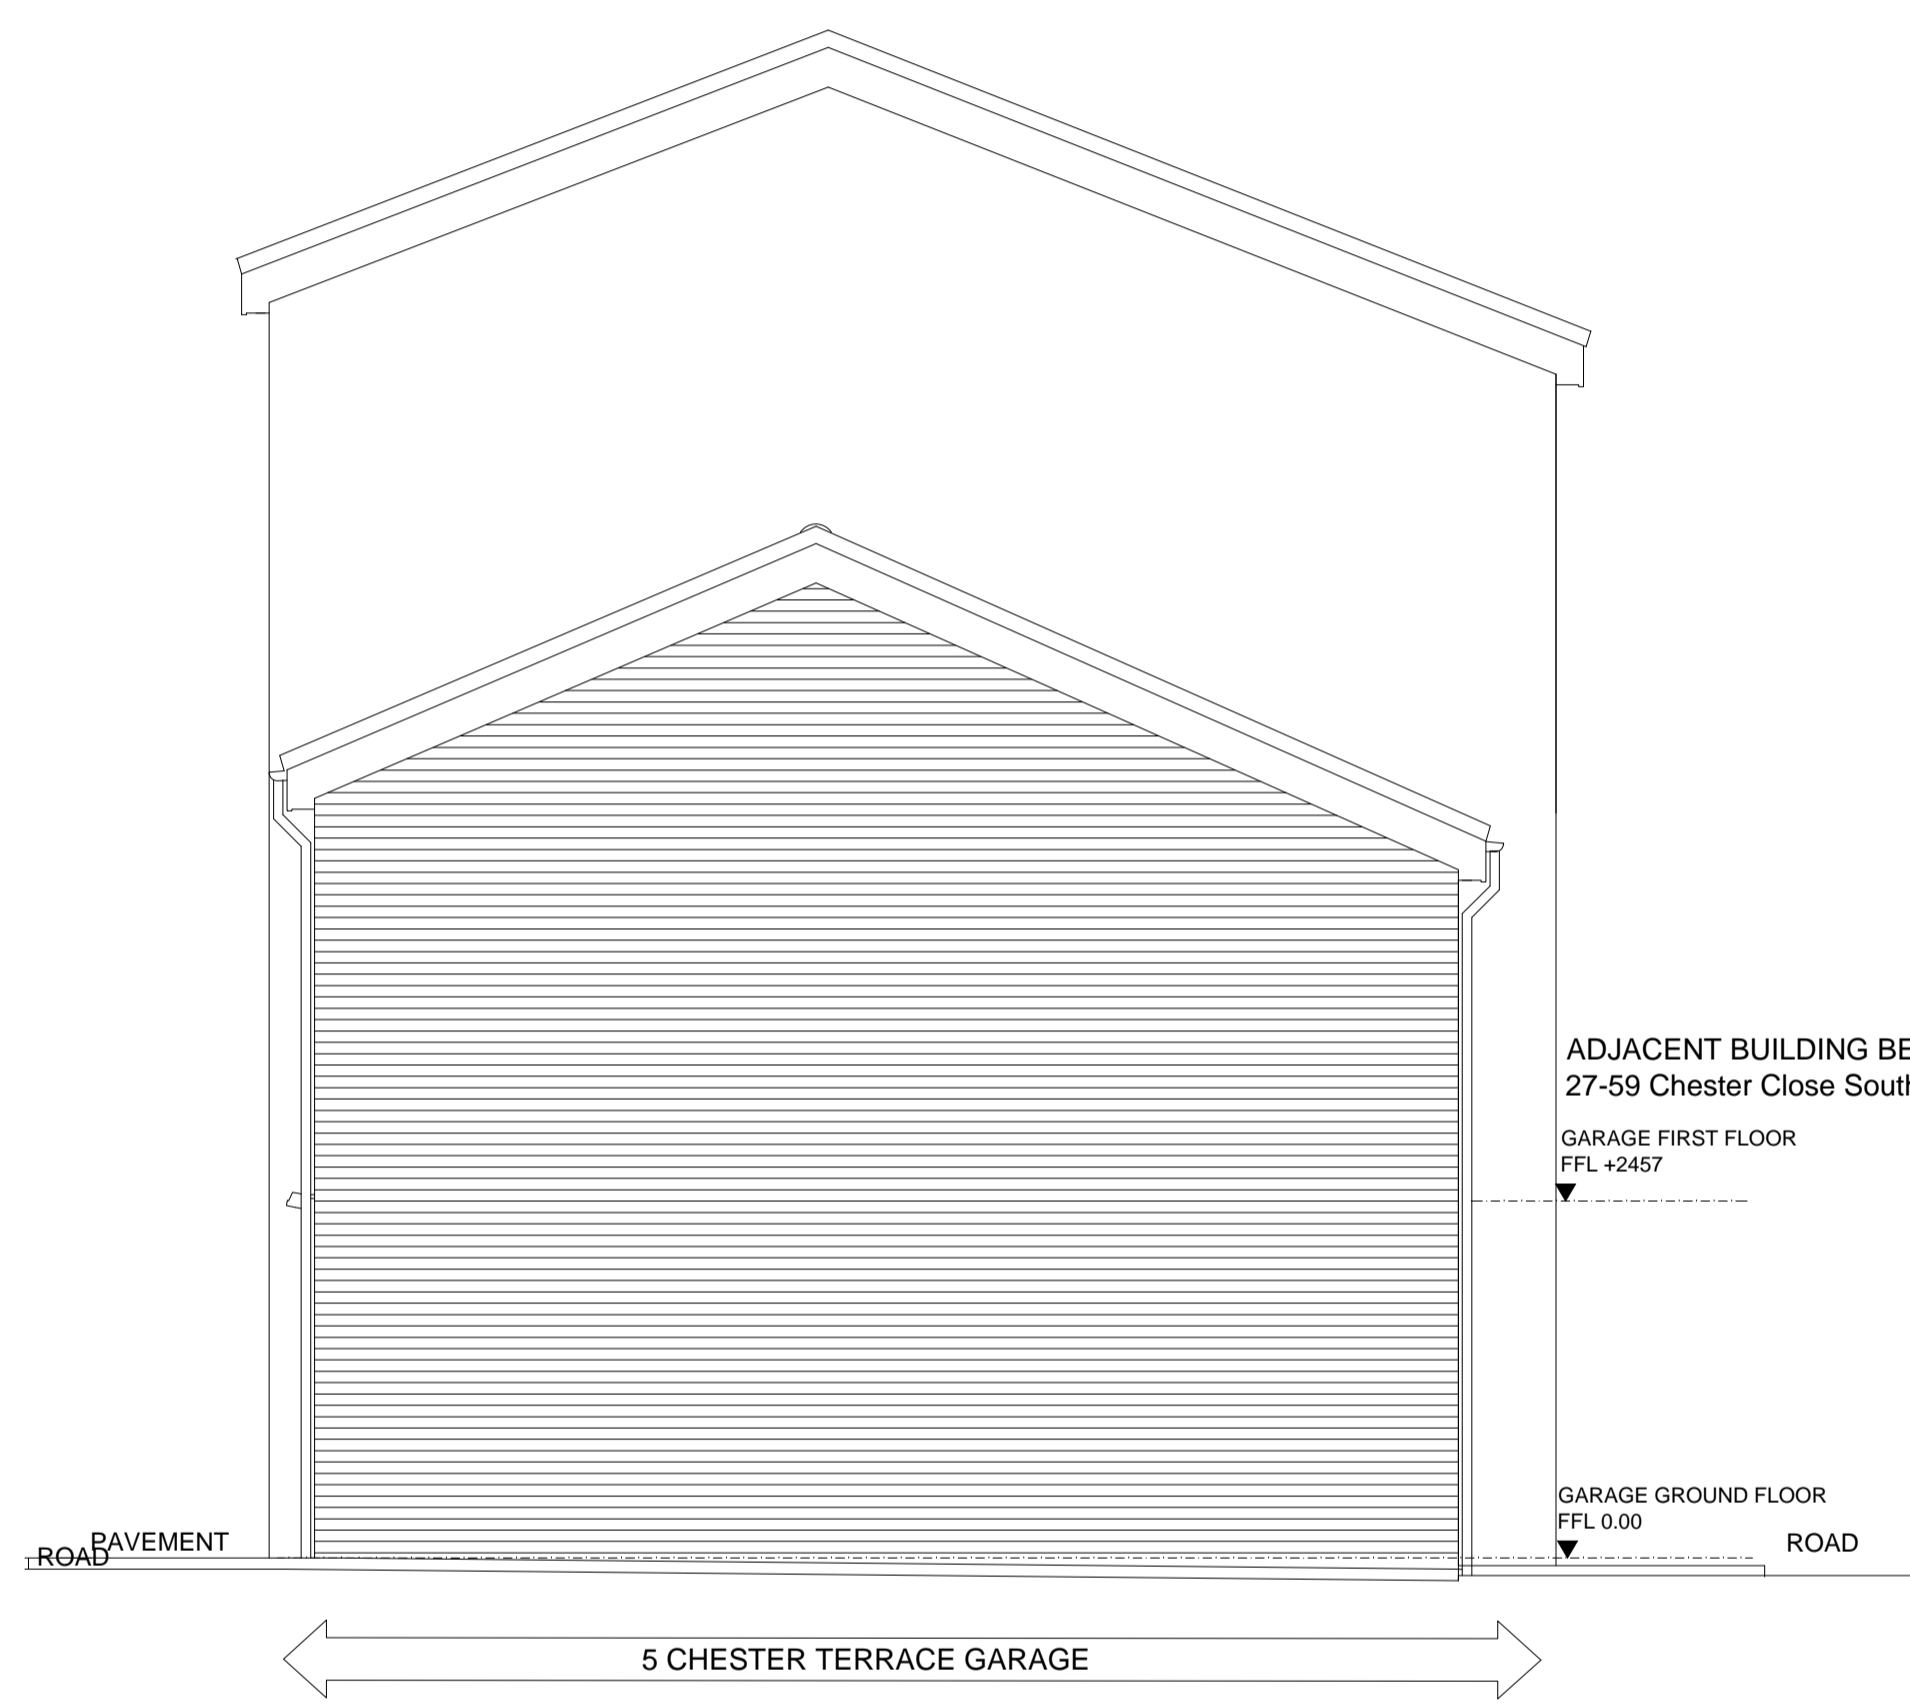 ADJACENT BUILDING
27-59 Chester Close South
GARAGE FIRST FLOOR
FFL +2457
GARAGE GROUND FLOOR
FFL 0.00
PAVEMENT
ROAD
ROAD
5 CHESTER TERRACE GARAGE